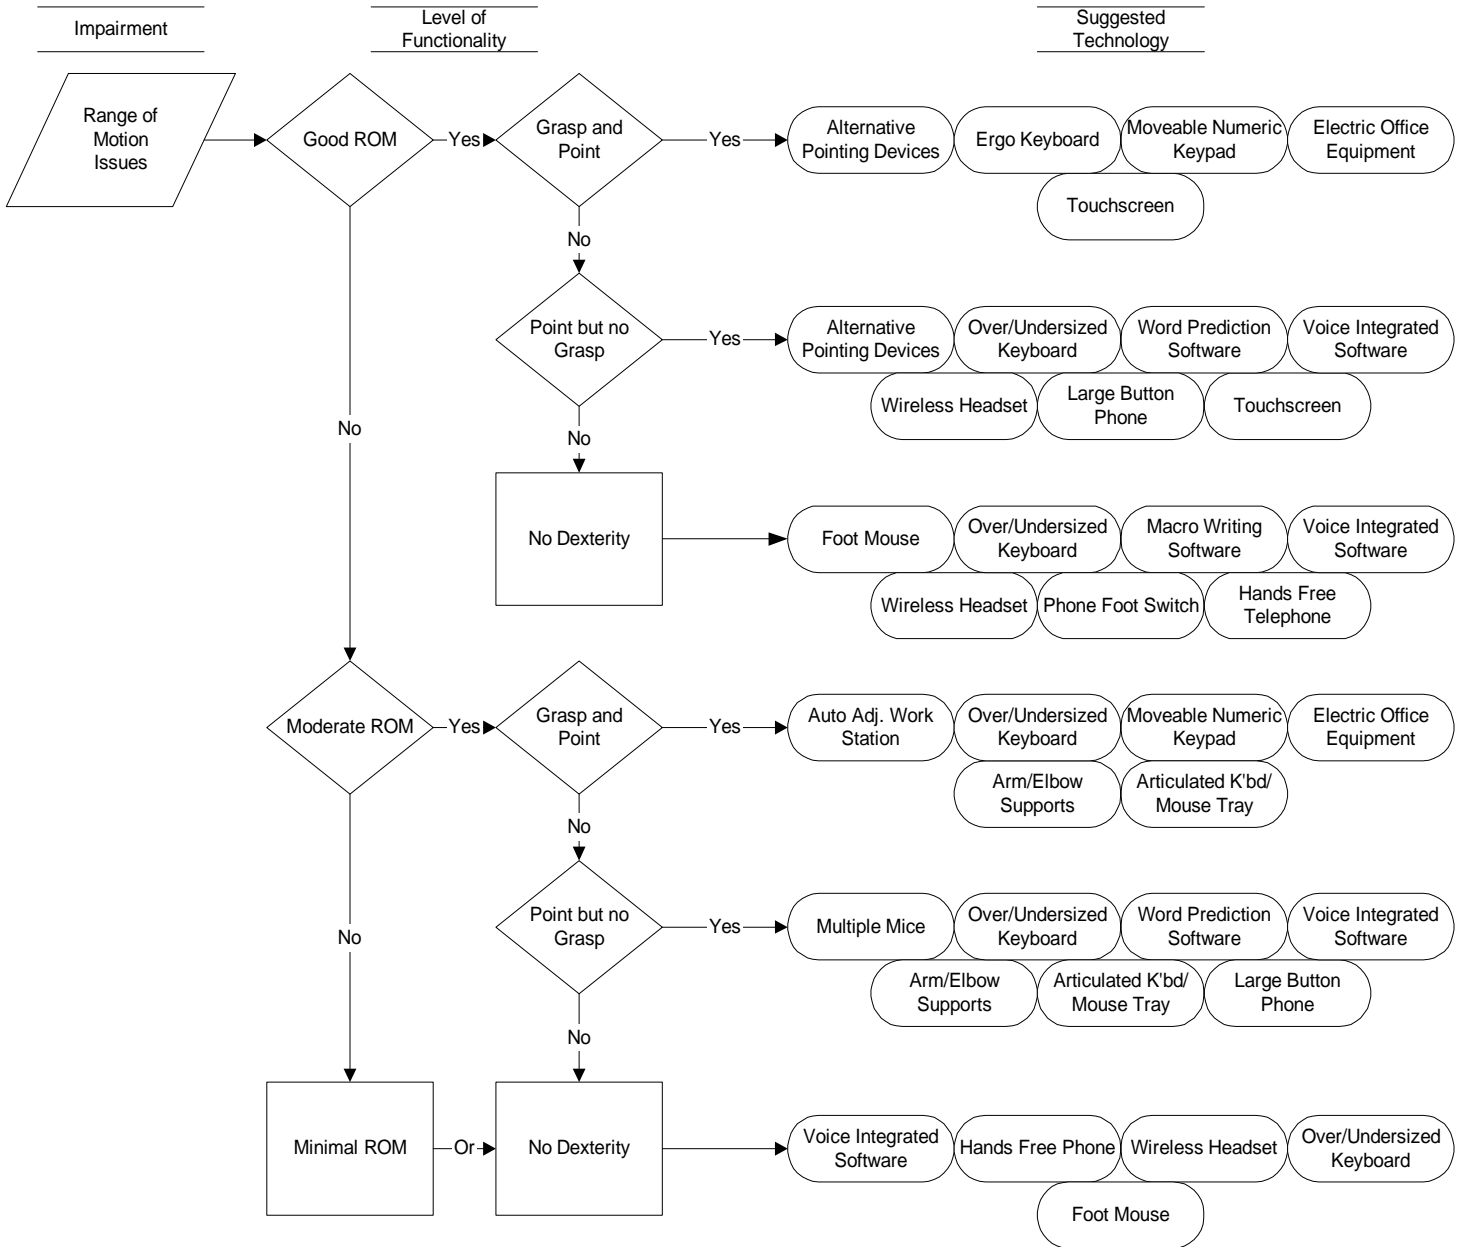 Impairment
Level of
Functionality
Suggested
Technology
Range of
Motion
Issues
Good ROM
Yes
Grasp and
Point
Yes
Alternative
Pointing Devices
Ergo Keyboard
Moveable Numeric
Keypad
Electric Office
Equipment
Touchscreen
No
Point but no
Grasp
Yes
Alternative
Pointing Devices
Over/Undersized
Keyboard
Word Prediction
Software
Voice Integrated
Software
Wireless Headset
Large Button
Phone
Touchscreen
No
No
No Dexterity
Foot Mouse
Over/Undersized
Keyboard
Macro Writing
Software
Voice Integrated
Software
Wireless Headset
Phone Foot Switch
Hands Free
Telephone
Moderate ROM
Yes
Grasp and
Point
Yes
Auto Adj. Work
Station
Over/Undersized
Keyboard
Moveable Numeric
Keypad
Electric Office
Equipment
Arm/Elbow
Supports
Articulated K'bd/
Mouse Tray
No
Point but no
Grasp
Yes
Multiple Mice
Over/Undersized
Keyboard
Word Prediction
Software
Voice Integrated
Software
Arm/Elbow
Supports
Articulated K'bd/
Mouse Tray
Large Button
Phone
No
No
Minimal ROM
Or
No Dexterity
Voice Integrated
Software
Hands Free Phone
Wireless Headset
Over/Undersized
Keyboard
Foot Mouse